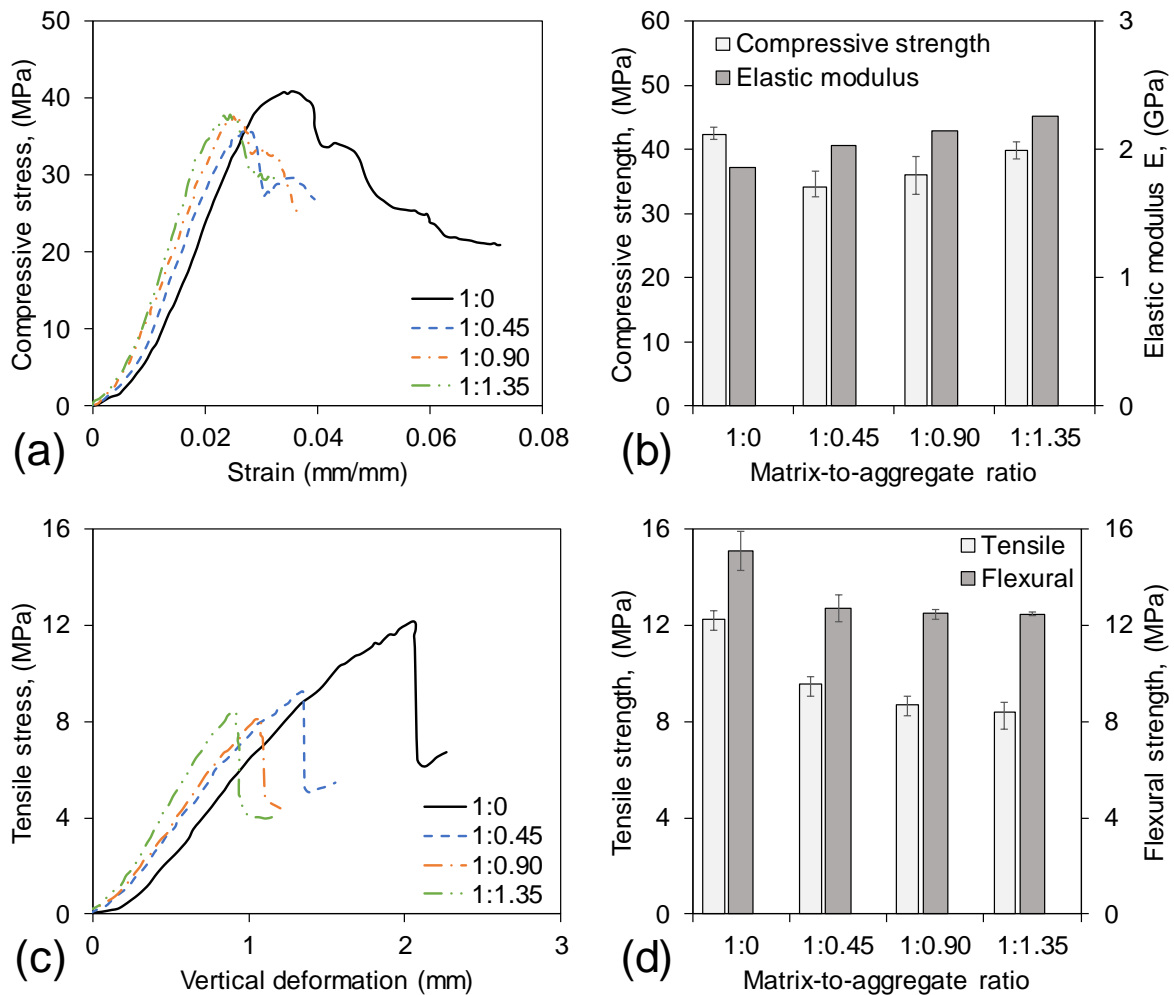 Compressive stress, (MPa)
50
40
30
20
10
0
1:0
1:0.45
1:0.90
1:1.35
0 0.02 0.04 0.06 0.08
Strain (mm/mm)
(a)
Compressive strength, (MPa)
60
50
40
30
20
10
0
Compressive strength
Elastic modulus
3
2
1
0
Elastic modulus E, (GPa)
1:0 1:0.45 1:0.90 1:1.35
Matrix-to-aggregate ratio
(b)
Tensile stress, (MPa)
16
12
8
4
0
1:0
1:0.45
1:0.90
1:1.35
0 1 2 3
Vertical deformation (mm)
(c)
Tensile strength, (MPa)
16
12
8
4
0
Tensile
Flexural
16
12
8
4
0
Flexural strength, (MPa)
1:0 1:0.45 1:0.90 1:1.35
Matrix-to-aggregate ratio
(d)